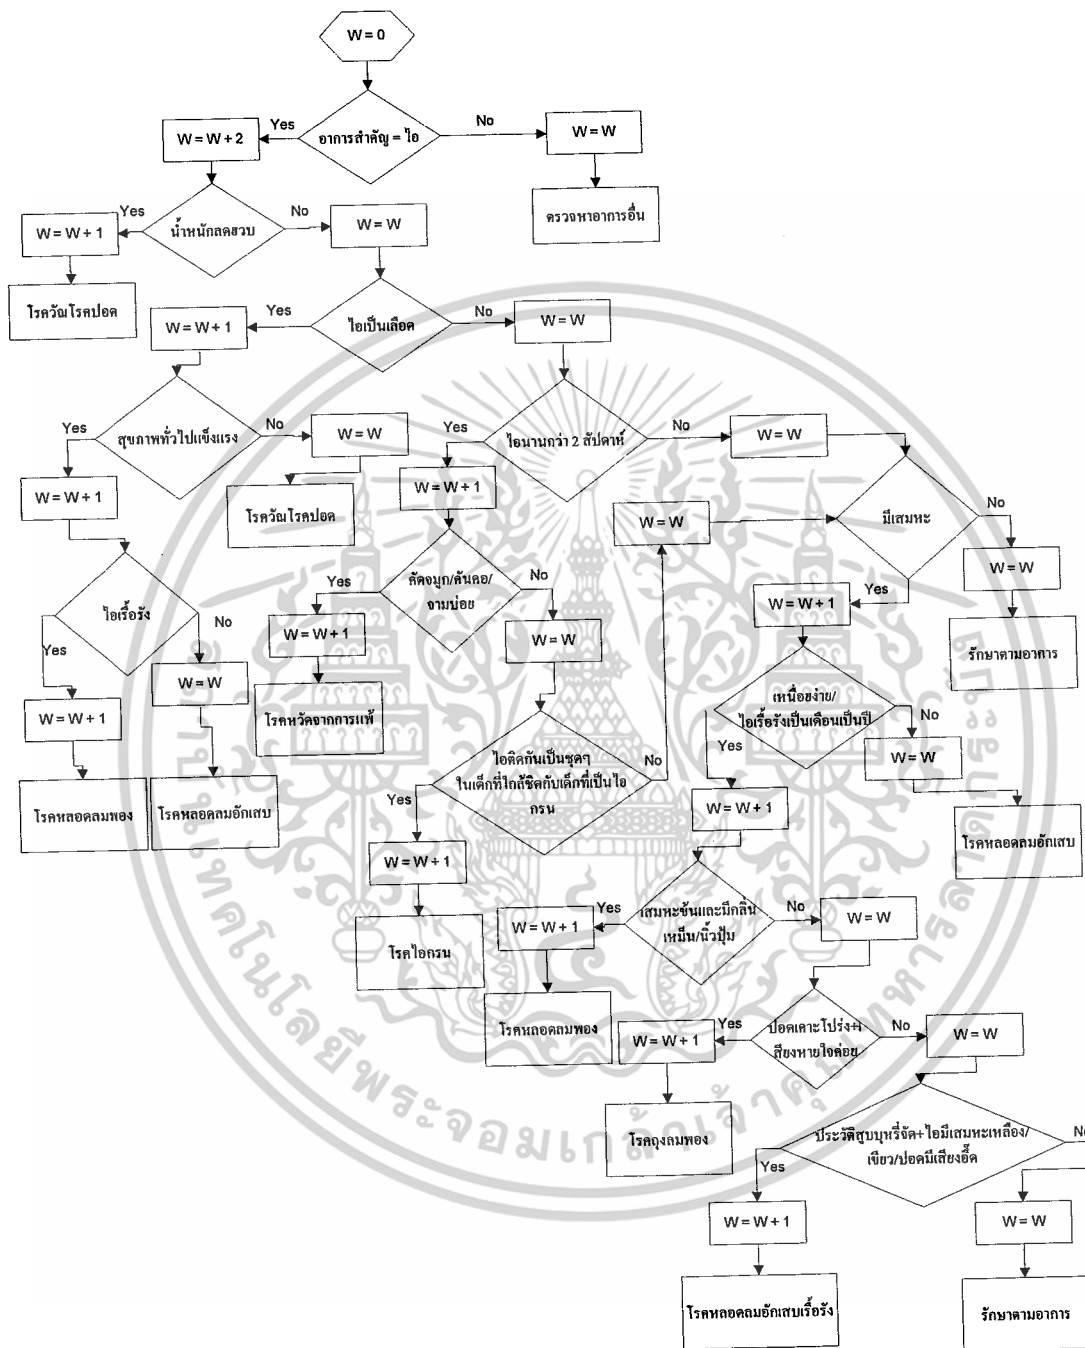 W = 0
อาการสำคัญ = ไอ
Yes
No
W = W + 2
W = W
ตรวจหาอาการอื่น
น้ำหนักลดฮวบ
Yes
No
W = W + 1
W = W
โรควัณโรคปอด
ไอเป็นเลือด
Yes
No
W = W + 1
W = W
สุขภาพทั่วไปแข็งแรง
Yes
No
W = W + 1
W = W
โรควัณโรคปอด
ไอนานกว่า 2 สัปดาห์
Yes
No
W = W + 1
W = W
ไอเรื้อรัง
Yes
No
W = W + 1
W = W
โรคหลอดลมพอง
โรคหลอดลมอักเสบ
คัดจมูก/คันคอ/
จามบ่อย
Yes
No
W = W + 1
W = W
โรคหวัดจากการแพ้
W = W
มีเสมหะ
Yes
No
W = W + 1
W = W
รักษาตามอาการ
ไอติดกันเป็นชุดๆ
ในเด็กที่ใกล้ชิดกับเด็กที่เป็นไอ
กรน
Yes
No
W = W + 1
โรคไอกรน
เหนื่อยง่าย/
ไอเรื้อรังเป็นเดือนเป็นปี
Yes
No
W = W + 1
W = W
โรคหลอดลมอักเสบ
เสมหะข้นและมีกลิ่น
เหม็น/นิ้วปุ้ม
Yes
No
W = W + 1
W = W
โรคหลอดลมพอง
ปอดเคาะโปร่ง+เ
สียงหายใจค่อย
Yes
No
W = W + 1
W = W
โรคถุงลมพอง
ประวัติสูบบุหรี่จัด+ไอมีเสมหะเหลือง/
เขียว/ปอดมีเสียงอี๊ด
Yes
No
W = W + 1
W = W
โรคหลอดลมอักเสบเรื้อรัง
รักษาตามอาการ